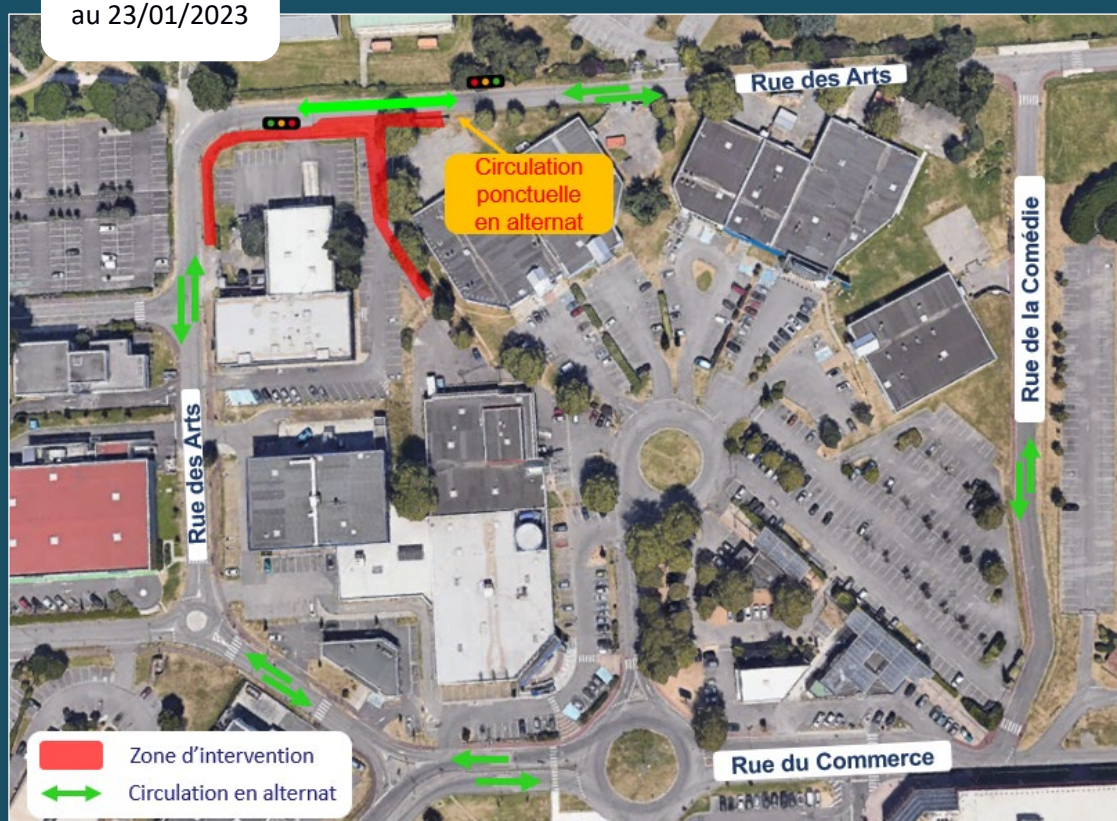 au 23/01/2023
Rue des Arts
Circulation
ponctuelle
en alternat
Rue de la Comédie
Rue des Arts
Rue du Commerce
Zone d'intervention
Circulation en alternat